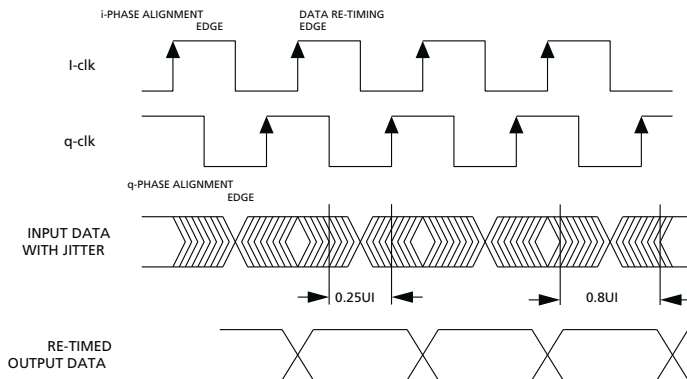 i-PHASE ALIGNMENT
EDGE
DATA RE-TIMING
EDGE
I-clk
q-clk
q-PHASE ALIGNMENT
EDGE
INPUT DATA
WITH JITTER
0.25UI
0.8UI
RE-TIMED
OUTPUT DATA